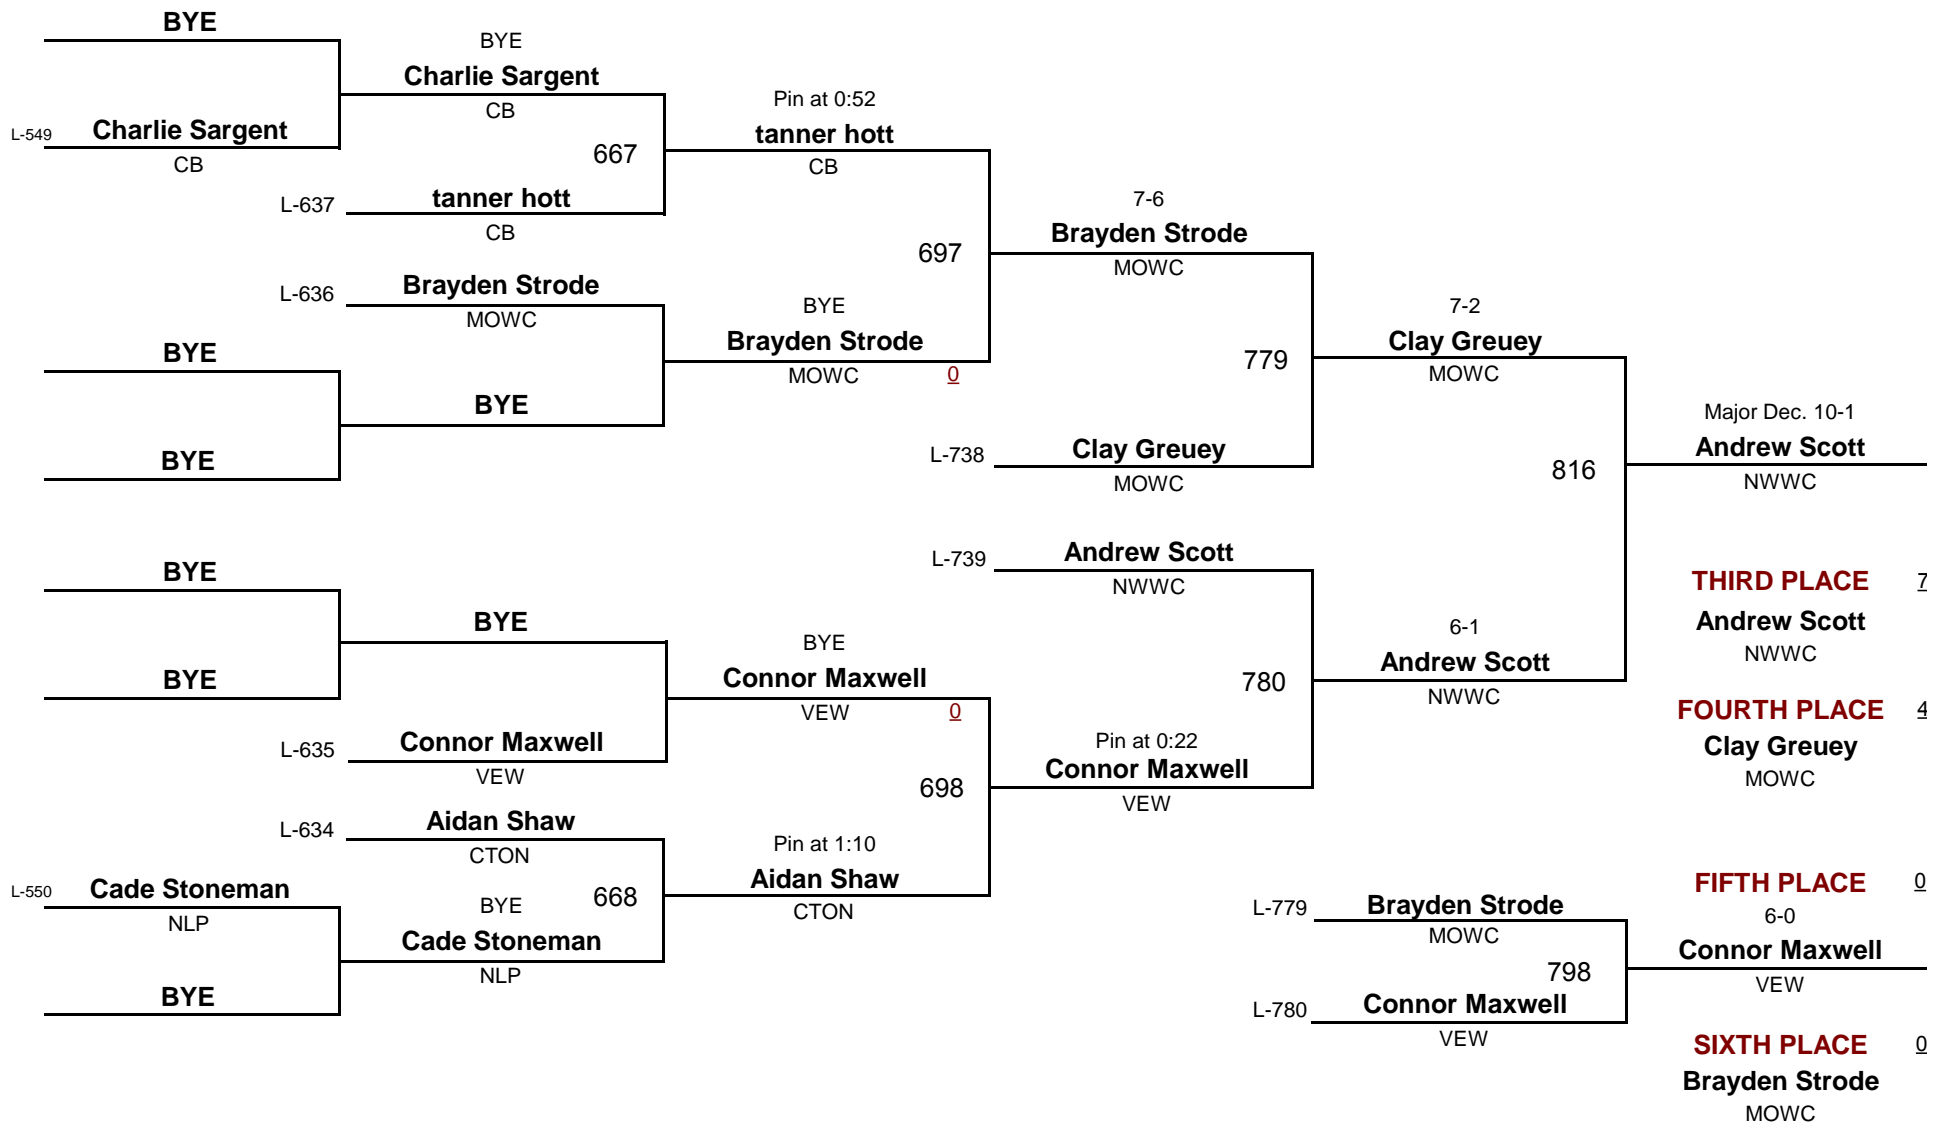 BYE
BYE
Charlie Sargent
CB
L-549 Charlie Sargent
CB
667
L-637 tanner hott
CB
Pin at 0:52
tanner hott
CB
L-636 Brayden Strode
MOWC
BYE
BYE
BYE
BYE
Brayden Strode
MOWC 0
697
7-6
Brayden Strode
MOWC
779
L-738 Clay Greuey
MOWC
7-2
Clay Greuey
MOWC
816
Major Dec. 10-1
Andrew Scott
NWWC
BYE
BYE
BYE
L-635 Connor Maxwell
VEW
BYE
Connor Maxwell
VEW 0
L-634 Aidan Shaw
CTON
668
L-550 Cade Stoneman
NLP
BYE
BYE
Cade Stoneman
NLP
Pin at 1:10
Aidan Shaw
CTON
698
L-739 Andrew Scott
NWWC
780
Pin at 0:22
Connor Maxwell
VEW
6-1
Andrew Scott
NWWC
THIRD PLACE 7
Andrew Scott
NWWC
FOURTH PLACE 4
Clay Greuey
MOWC
L-779 Brayden Strode
MOWC
798
L-780 Connor Maxwell
VEW
FIFTH PLACE 0
6-0
Connor Maxwell
VEW
SIXTH PLACE 0
Brayden Strode
MOWC